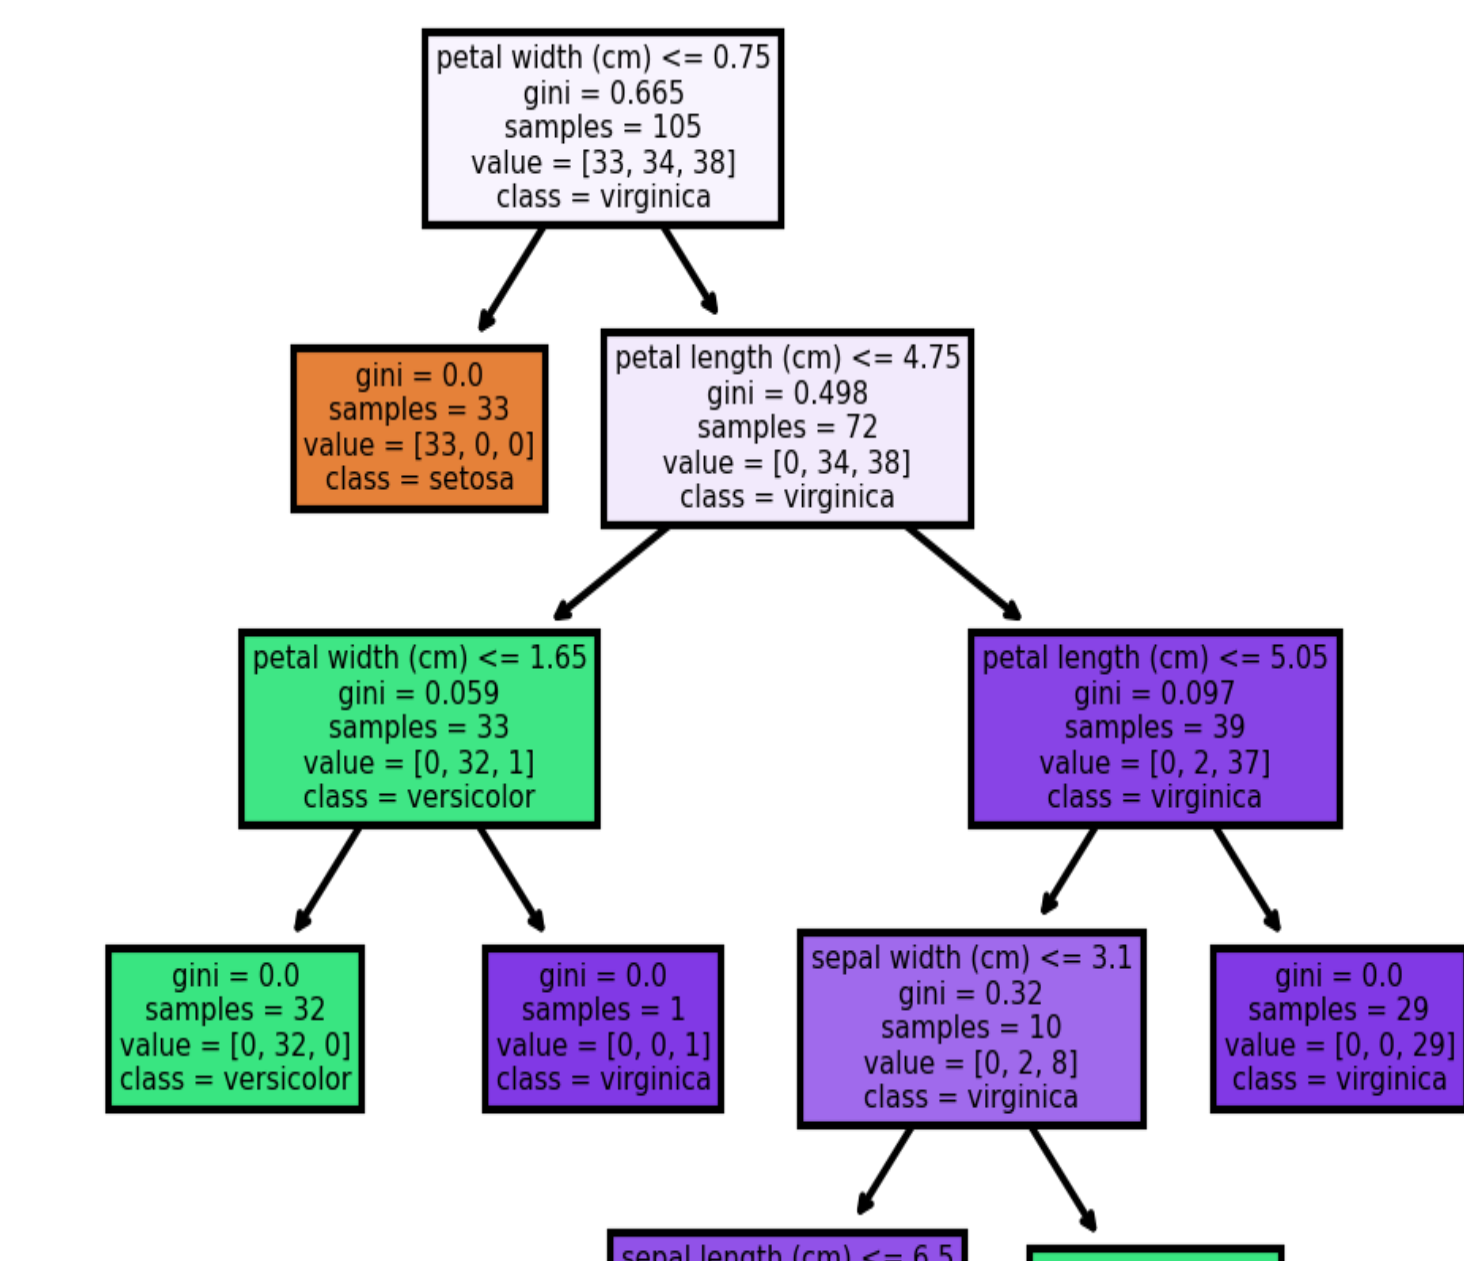 petal width (cm) <= 0.75
gini = 0.665
samples = 105
value = [33, 34, 38]
class = virginica
gini = 0.0
samples = 33
value = [33, 0, 0]
class = setosa
petal length (cm) <= 4.75
gini = 0.498
samples = 72
value = [0, 34, 38]
class = virginica
petal width (cm) <= 1.65
gini = 0.059
samples = 33
value = [0, 32, 1]
class = versicolor
petal length (cm) <= 5.05
gini = 0.097
samples = 39
value = [0, 2, 37]
class = virginica
gini = 0.0
samples = 32
value = [0, 32, 0]
class = versicolor
gini = 0.0
samples = 1
value = [0, 0, 1]
class = virginica
sepal width (cm) <= 3.1
gini = 0.32
samples = 10
value = [0, 2, 8]
class = virginica
gini = 0.0
samples = 29
value = [0, 0, 29]
class = virginica
sepal length (cm) <= 6.5